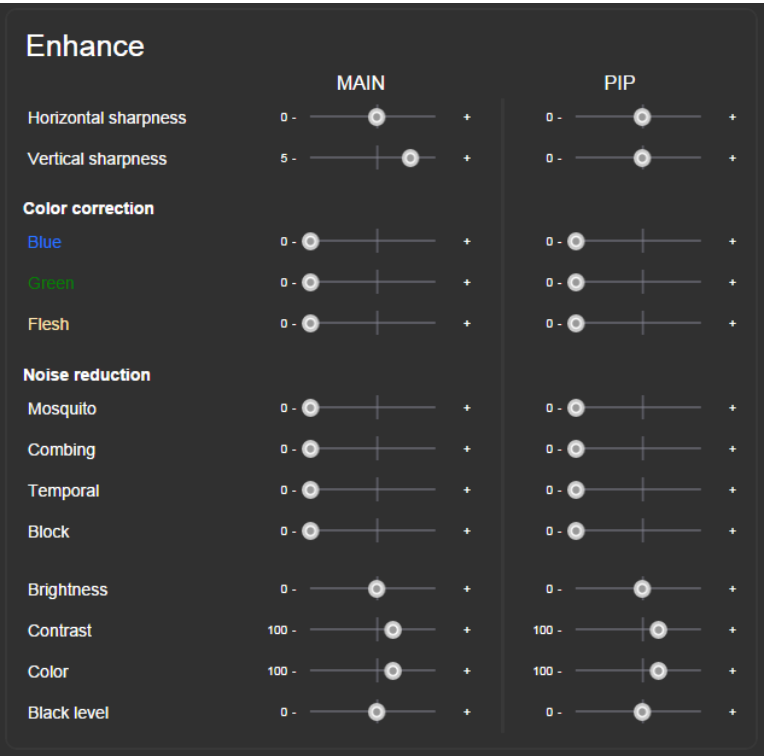 Enhance
MAIN PIP
Horizontal sharpness 0 - + 0 - +
Vertical sharpness 5 - + 0 - +
Color correction
Blue 0 - + 0 - +
Green 0 - + 0 - +
Flesh 0 - + 0 - +
Noise reduction
Mosquito 0 - + 0 - +
Combing 0 - + 0 - +
Temporal 0 - + 0 - +
Block 0 - + 0 - +
Brightness 0 - + 0 - +
Contrast 100 - + 100 - +
Color 100 - + 100 - +
Black level 0 - + 0 - +